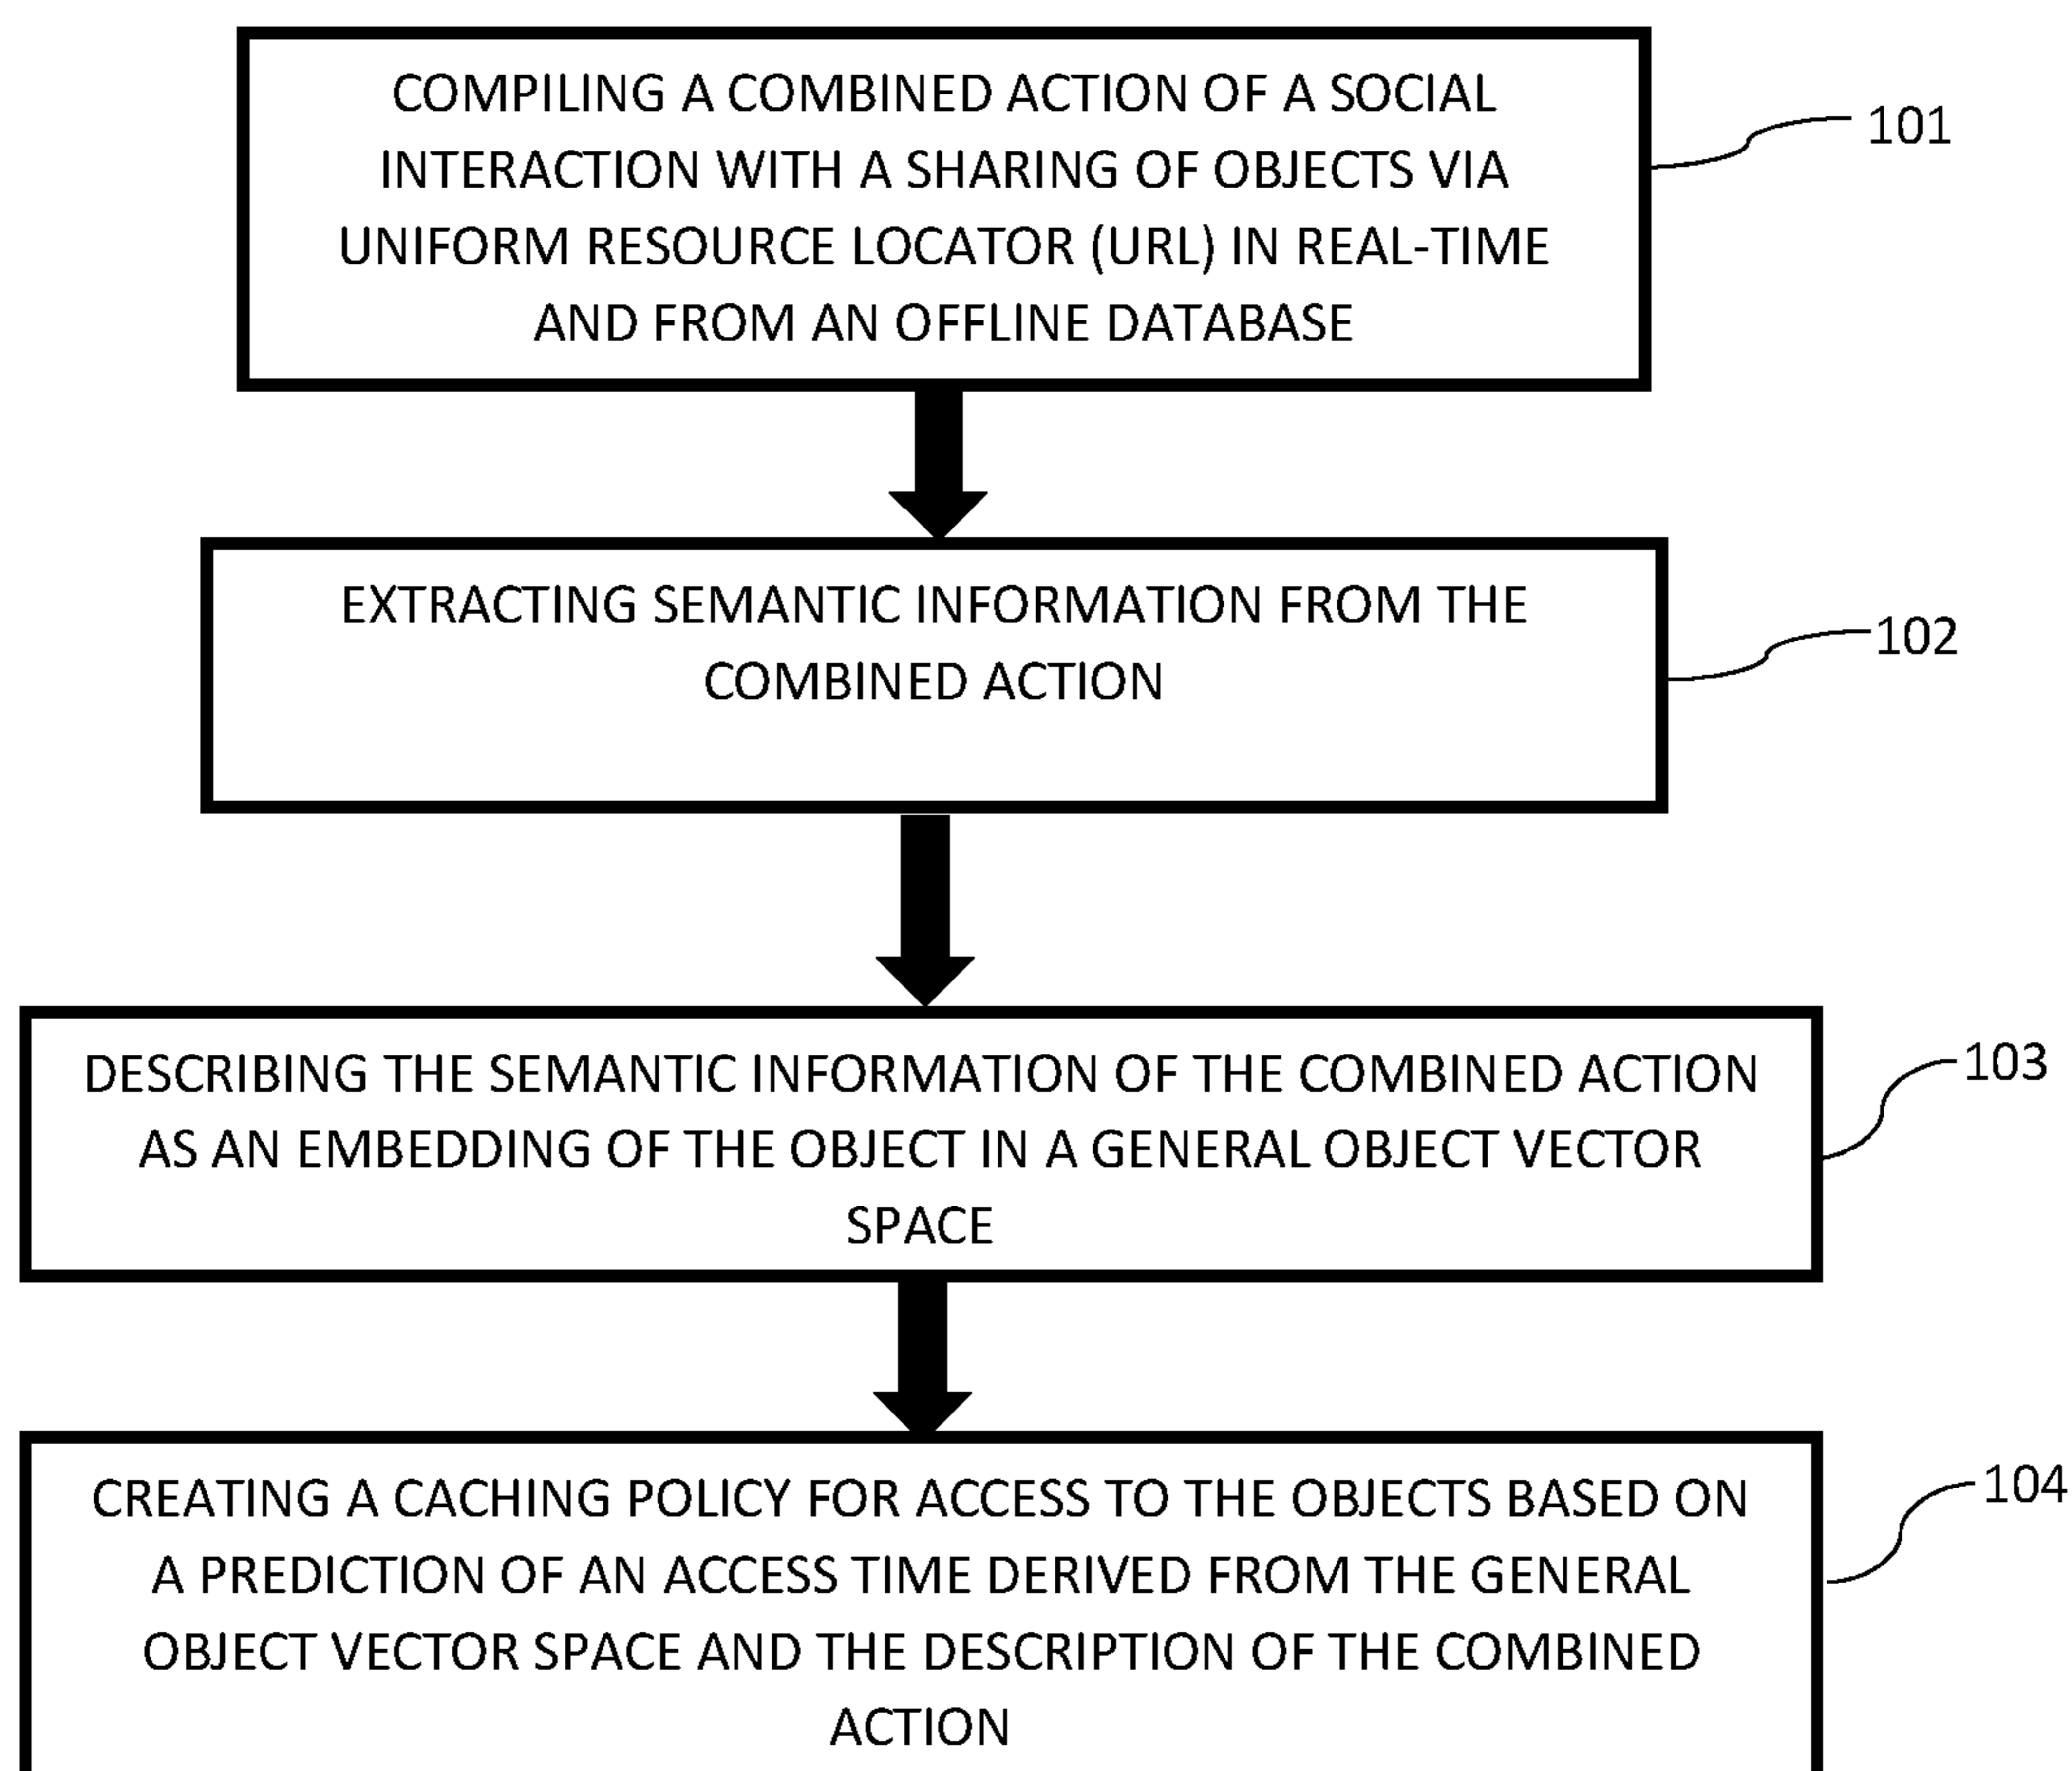 COMPILING A COMBINED ACTION OF A SOCIAL
INTERACTION WITH A SHARING OF OBJECTS VIA
UNIFORM RESOURCE LOCATOR (URL) IN REAL-TIME
AND FROM AN OFFLINE DATABASE
101
EXTRACTING SEMANTIC INFORMATION FROM THE
COMBINED ACTION
102
DESCRIBING THE SEMANTIC INFORMATION OF THE COMBINED ACTION
AS AN EMBEDDING OF THE OBJECT IN A GENERAL OBJECT VECTOR
SPACE
103
CREATING A CACHING POLICY FOR ACCESS TO THE OBJECTS BASED ON
A PREDICTION OF AN ACCESS TIME DERIVED FROM THE GENERAL
OBJECT VECTOR SPACE AND THE DESCRIPTION OF THE COMBINED
ACTION
104